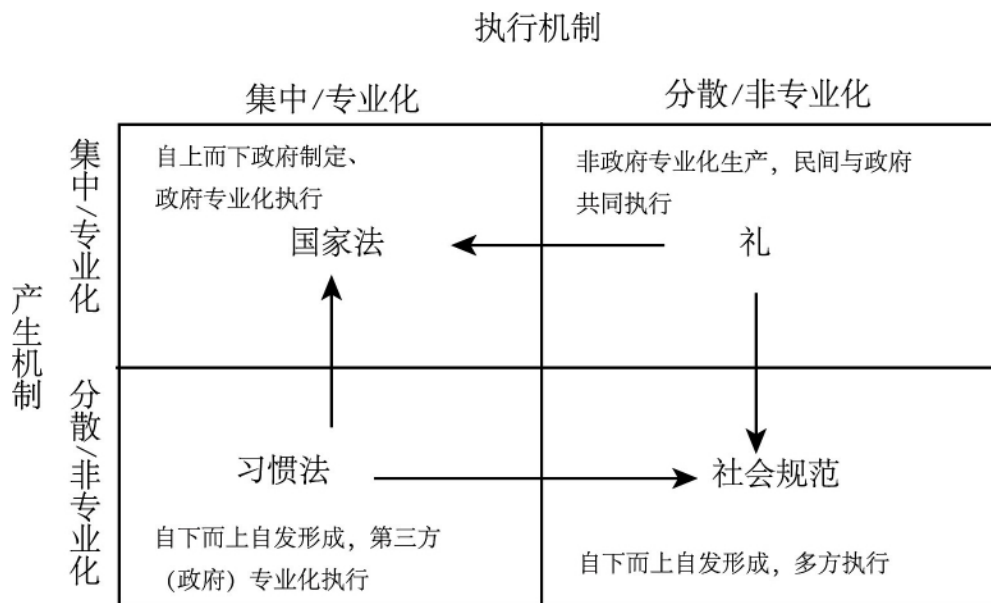 执行机制
集中/专业化
分散/非专业化
产生机制
集中/专业化
自上而下政府制定、
政府专业化执行
国家法
非政府专业化生产，民间与政府
共同执行
礼
分散/非专业化
习惯法
自下而上自发形成，第三方
（政府）专业化执行
社会规范
自下而上自发形成，多方执行